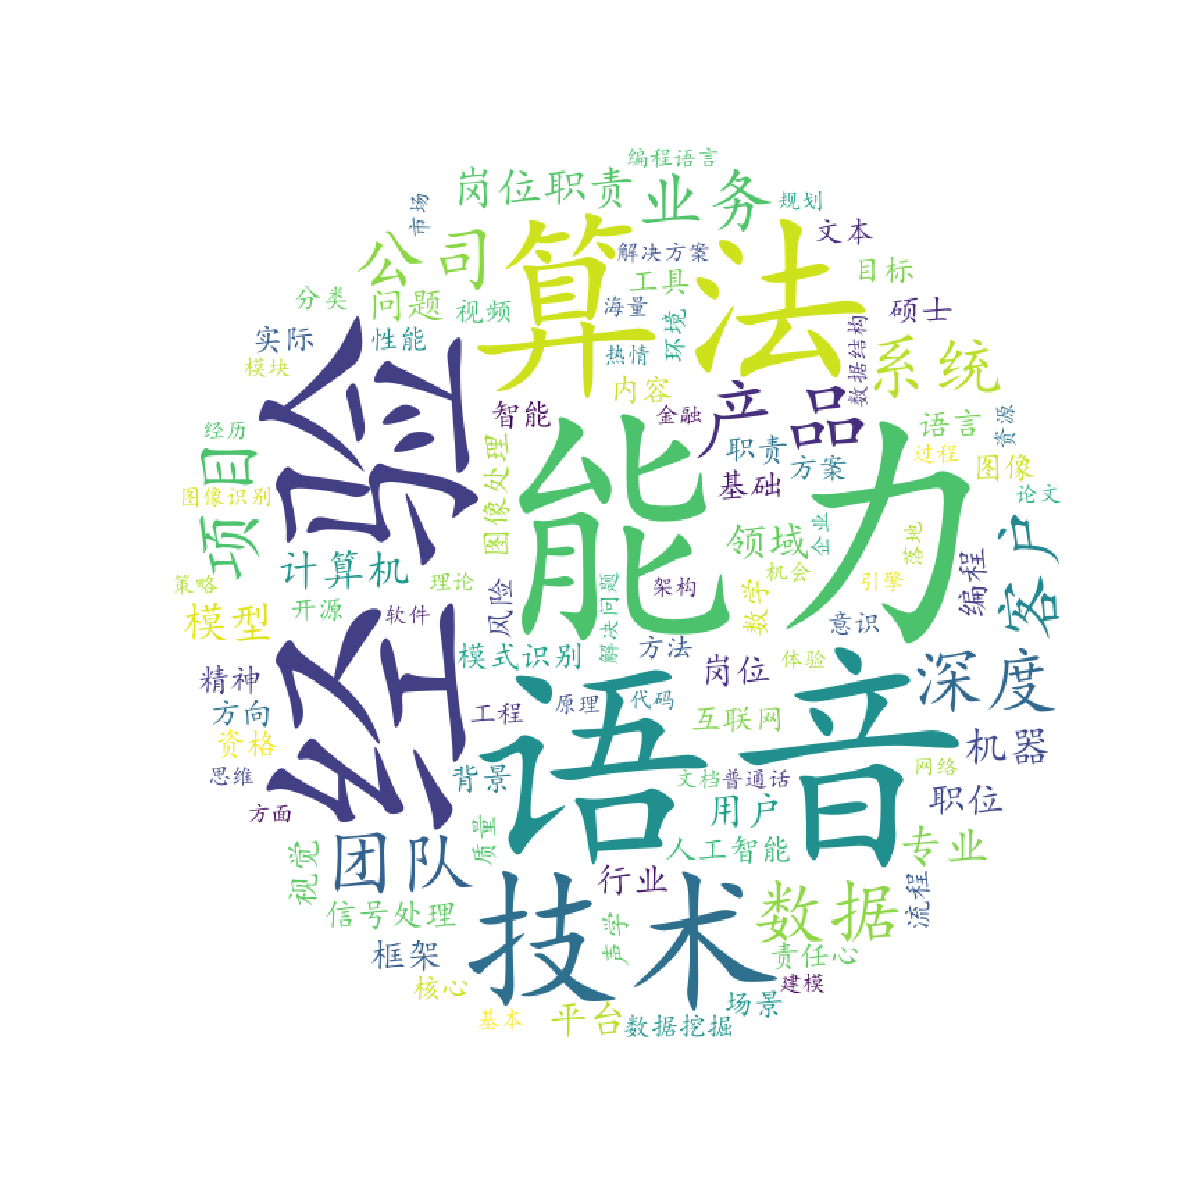 编程语言
市场
岗位职责
业务
规划
公司
算法
解决方案
文本
目标
分类
问题
视频
工具
海量
环境
硕士
实际
性能
热情
数据结构
系统
模块
经验
内容
智能
金融
产品
语言
资源
经历
项目
图像处理
能力
职责
方案
过程
图像
图像识别
基础
论文
计算机
领域
企业
落地
客户
策略
理论
风险
解决问题
架构
机会
引擎
编程
模型
开源
软件
数学
意识
模式识别
方法
岗位
体验
深度
精神
方向
工程
原理
代码
语音
互联网
资格
机器
思维
背景
文档
普通话
网络
方面
用户
职位
团队
质量
人工智能
专业
视觉
技术
行业
数据
流程
信号处理
声学
框架
责任心
核心
建模
基本
平台
数据挖掘
场景